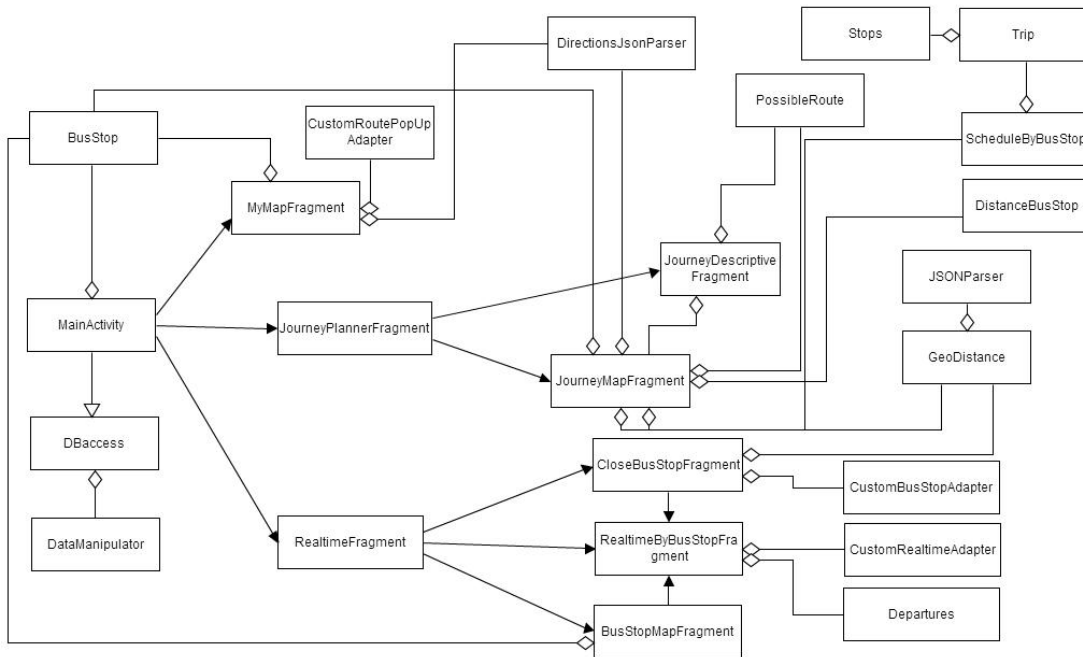 Stops
Trip
DirectionsJsonParser
PossibleRoute
BusStop
CustomRoutePopUp
Adapter
ScheduleByBusStop
MyMapFragment
DistanceBusStop
JourneyDescriptive
Fragment
JSONParser
MainActivity
JourneyPlannerFragment
GeoDistance
JourneyMapFragment
DBaccess
CloseBusStopFragment
CustomBusStopAdapter
DataManipulator
RealtimeFragment
RealtimeByBusStopFra
gment
CustomRealtimeAdapter
Departures
BusStopMapFragment